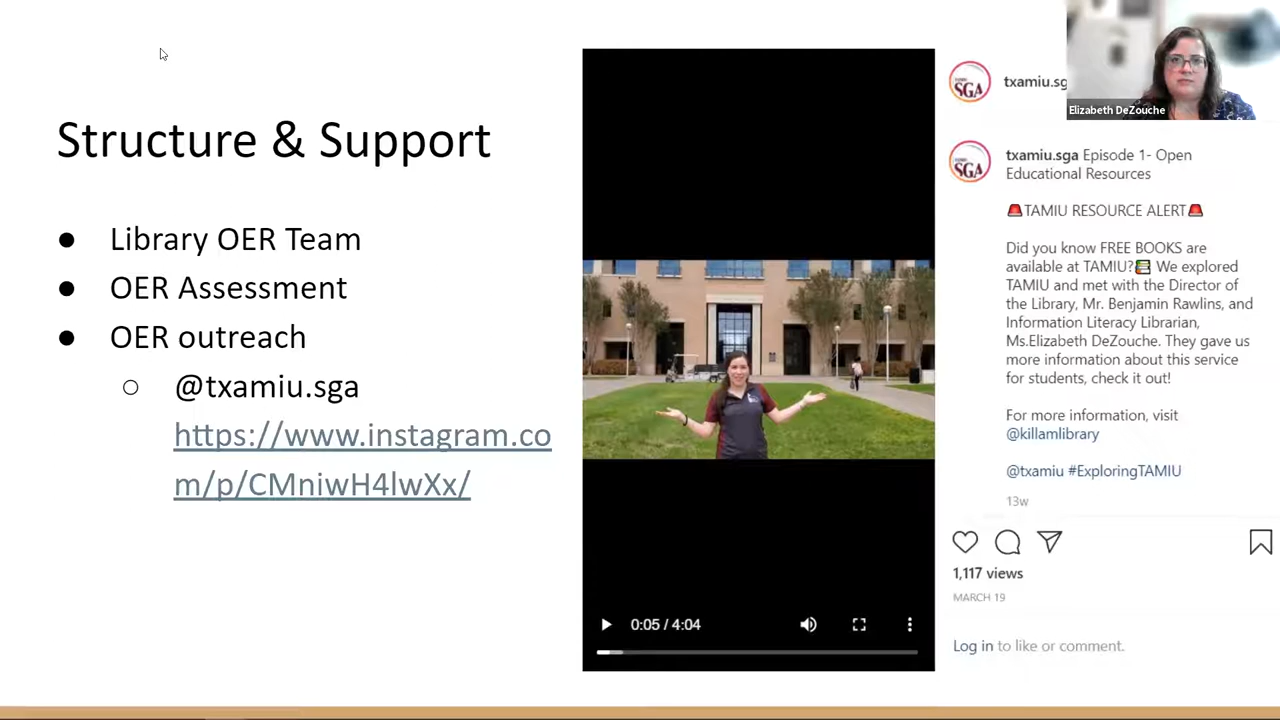 Structure & Support
● Library OER Team
● OER Assessment
● OER outreach
○ @txamiu.sga
https://www.instagram.co
m/p/CMniwH4lwXx/
0:05 / 4:04
SGA
txamiu.sg
Elizabeth DeZouche
SGA
txamiu.sga Episode 1- Open
Educational Resources
🚨TAMIU RESOURCE ALERT🚨
Did you know FREE BOOKS are
available at TAMIU?📚 We explored
TAMIU and met with the Director of
the Library, Mr. Benjamin Rawlins, and
Information Literacy Librarian,
Ms.Elizabeth DeZouche. They gave us
more information about this service
for students, check it out!
For more information, visit
@killamlibrary
@txamiu #ExploringTAMIU
13w
1,117 views
MARCH 19
Log in to like or comment.